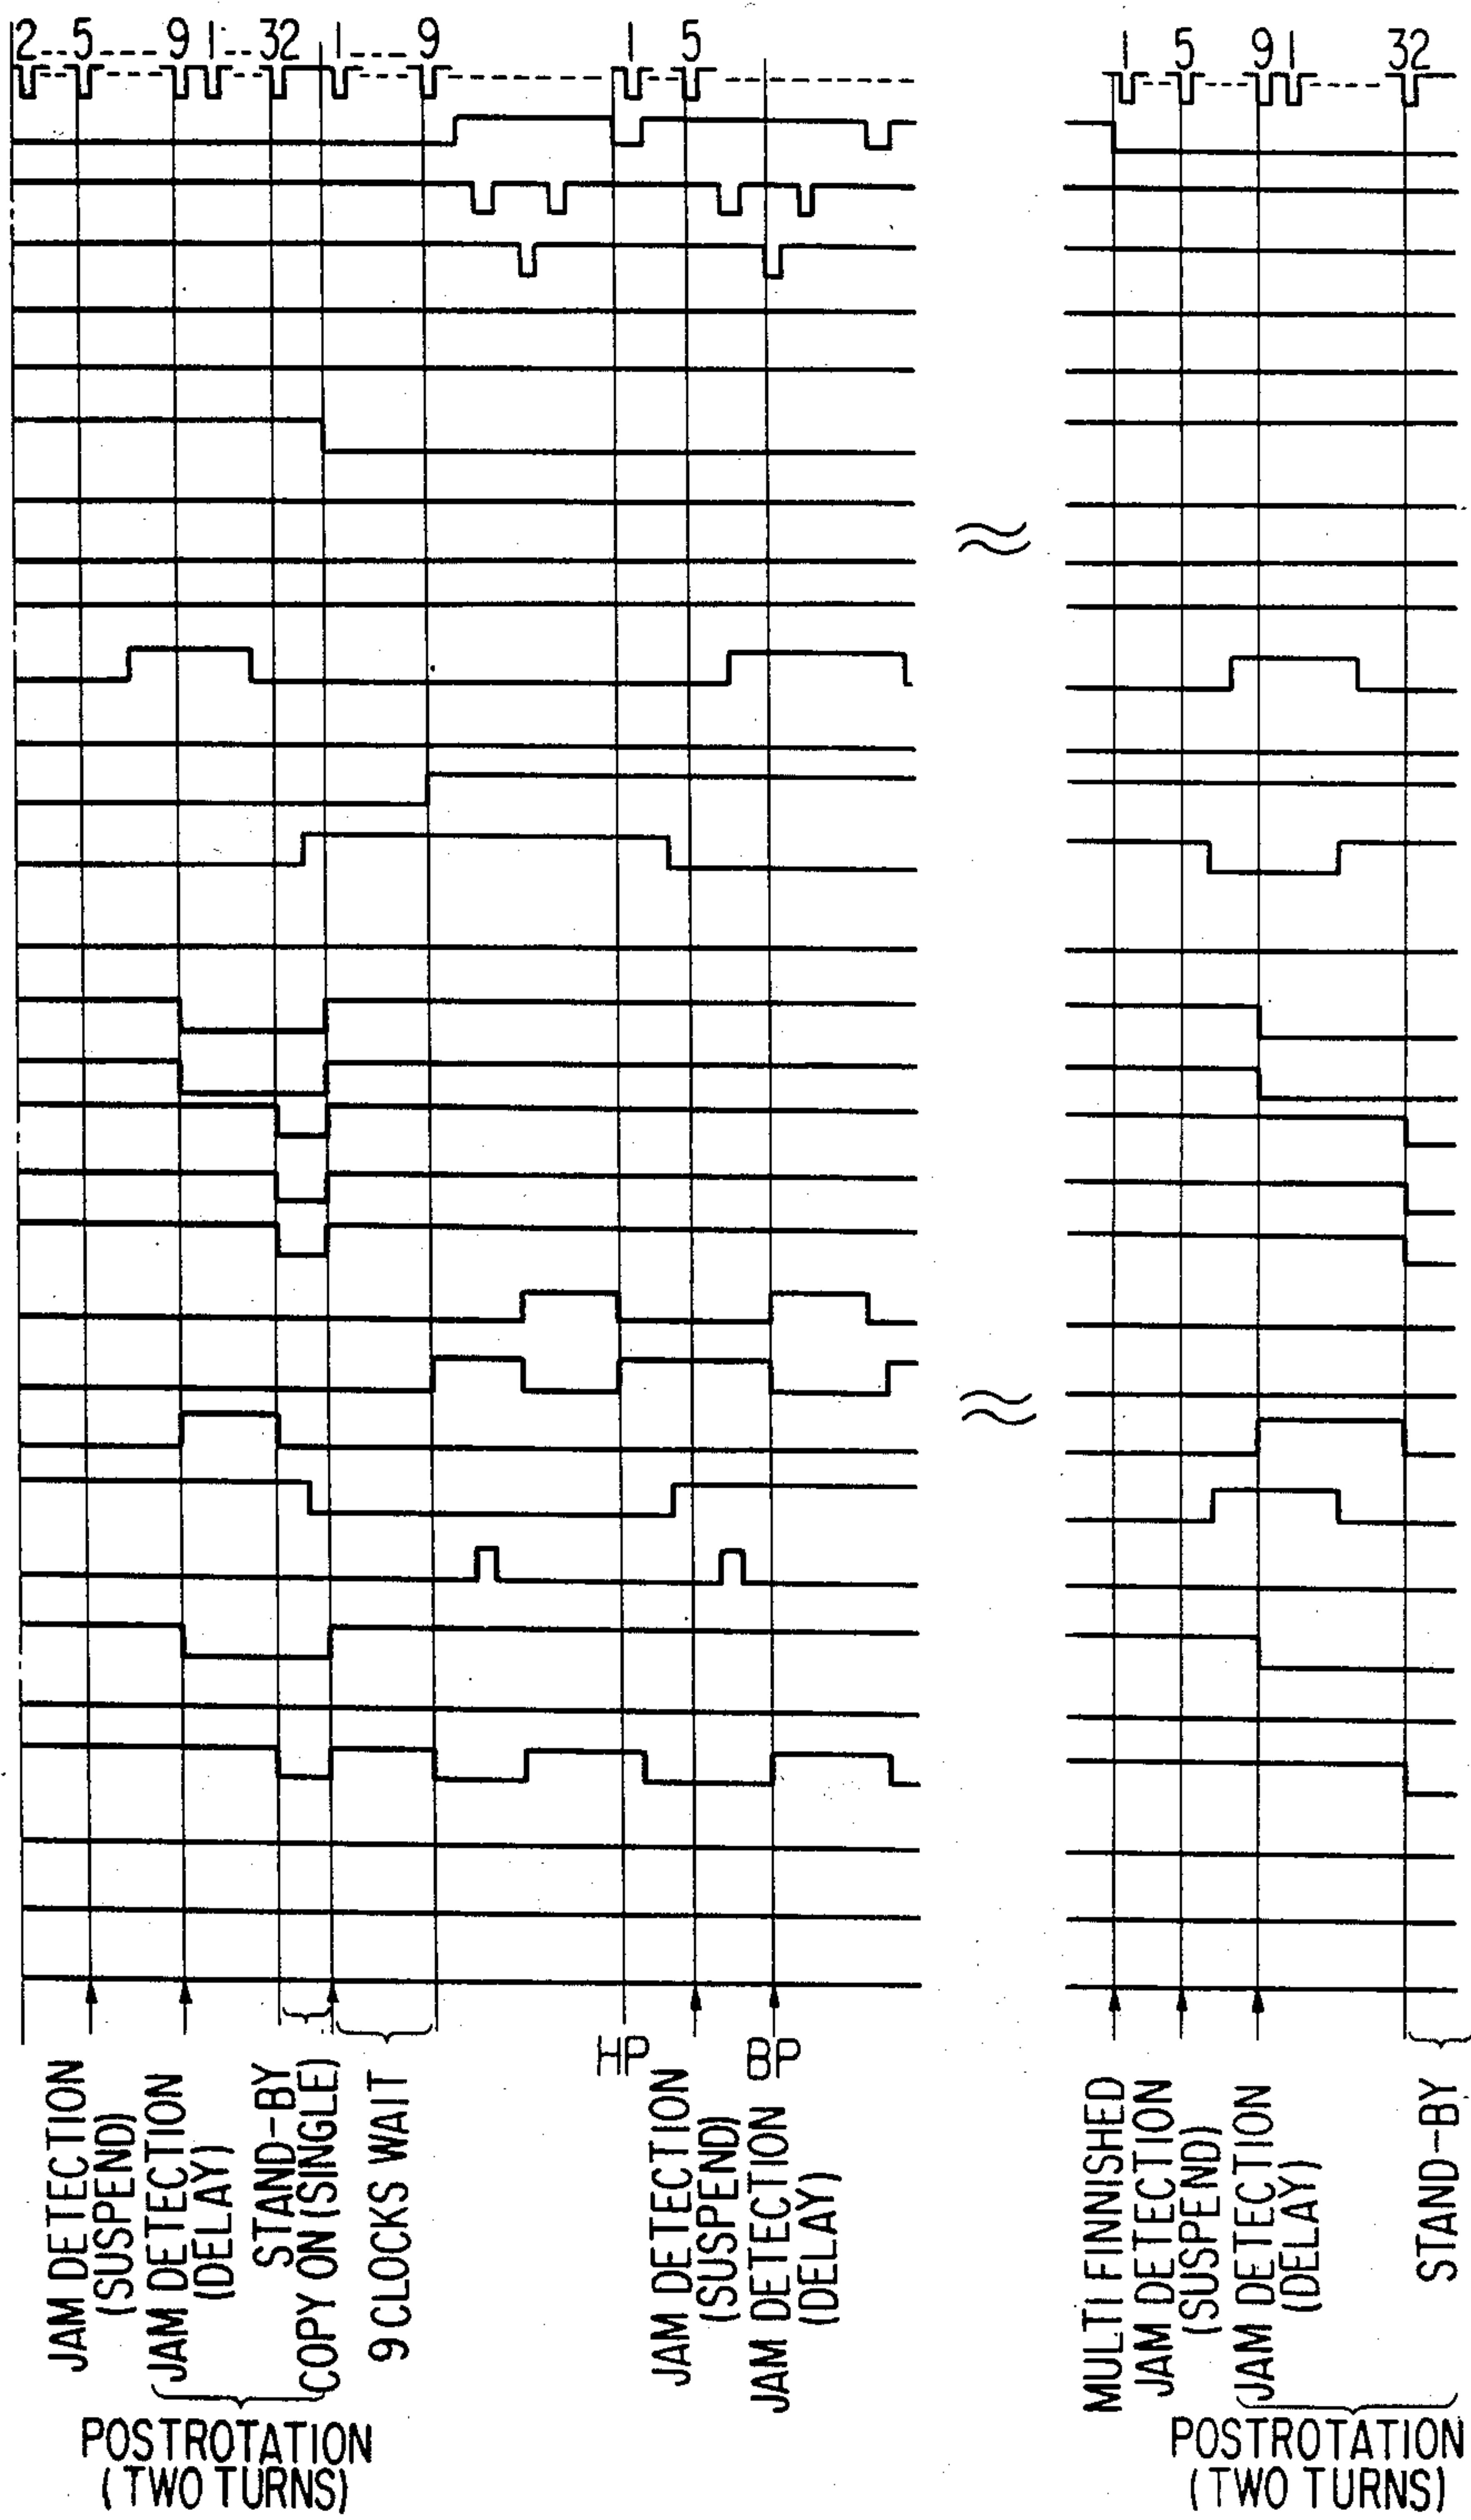 2--5----9 1--32 1----9 1 5 1 5 9 1 32
HP
BP
JAM DETECTION
(SUSPEND)
JAM DETECTION
(DELAY)
STAND-BY
COPY ON (SINGLE)
9 CLOCKS WAIT
JAM DETECTION
(SUSPEND)
JAM DETECTION
(DELAY)
MULTI FINNISHED
JAM DETECTION
(SUSPEND)
JAM DETECTION
(DELAY)
STAND-BY
POSTROTATION
(TWO TURNS)
POSTROTATION
(TWO TURNS)